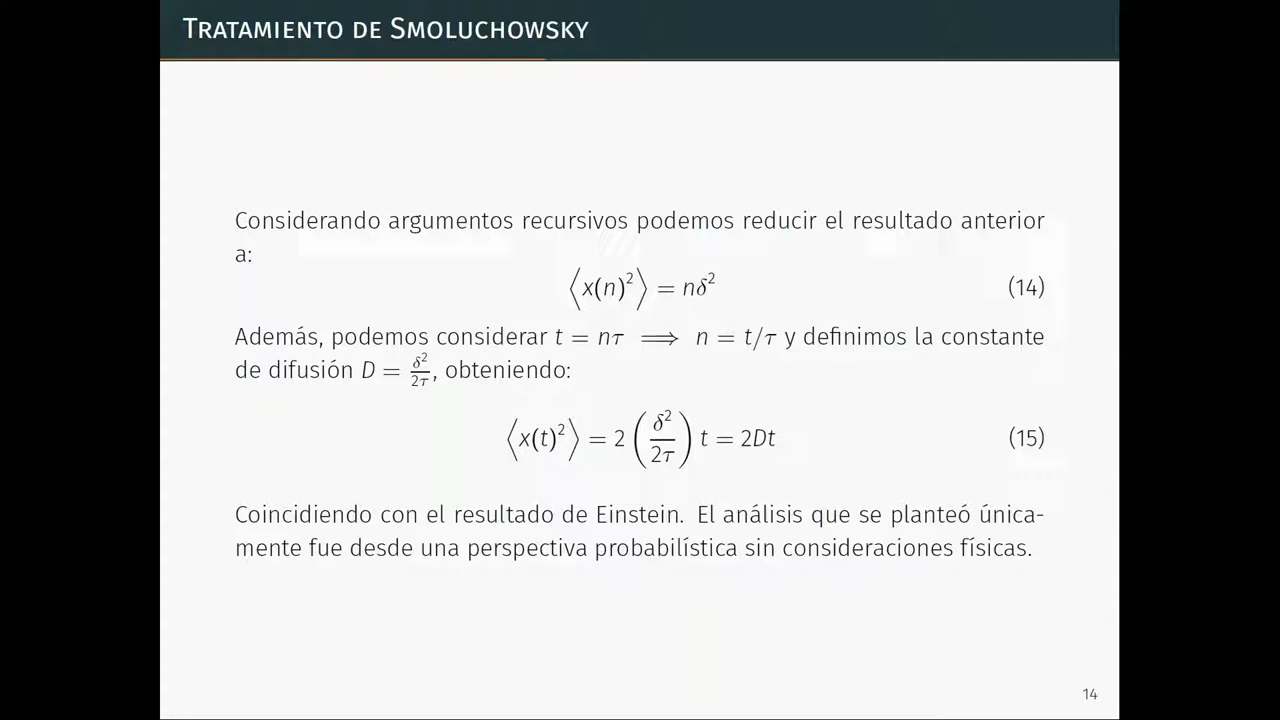 Tratamiento de Smoluchowsky
Considerando argumentos recursivos podemos reducir el resultado anterior
a:
⟨x(n)²⟩ = nδ² (14)
Además, podemos considerar t = nτ ⟹ n = t/τ y definimos la constante
de difusión D = δ²/2τ, obteniendo:
⟨x(t)²⟩ = 2 (δ²/2τ) t = 2Dt (15)
Coincidiendo con el resultado de Einstein. El análisis que se planteó única-
mente fue desde una perspectiva probabilística sin consideraciones físicas.
14